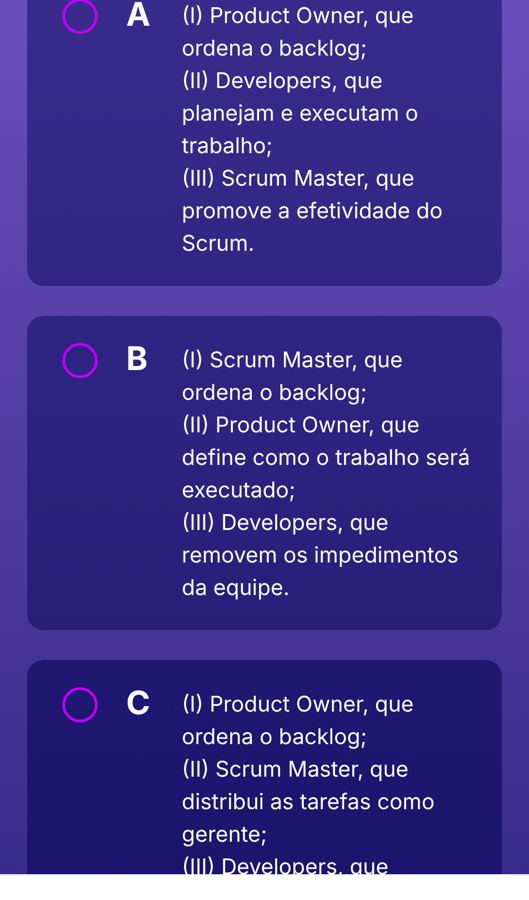 A
(I) Product Owner, que
ordena o backlog;
(II) Developers, que
planejam e executam o
trabalho;
(III) Scrum Master, que
promove a efetividade do
Scrum.
B
(I) Scrum Master, que
ordena o backlog;
(II) Product Owner, que
define como o trabalho será
executado;
(III) Developers, que
removem os impedimentos
da equipe.
C
(I) Product Owner, que
ordena o backlog;
(II) Scrum Master, que
distribui as tarefas como
gerente;
(III) Developers, que